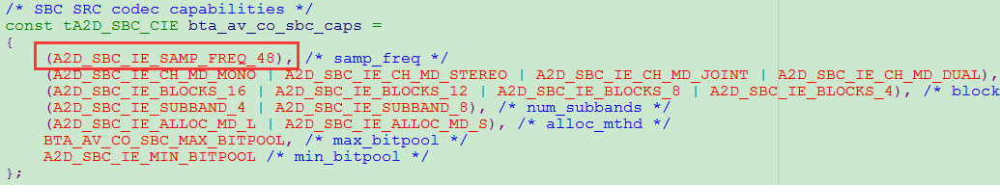 /* SBC SRC codec capabilities */
const tA2D_SBC_CIE bta_av_co_sbc_caps =
{
(A2D_SBC_IE_SAMP_FREQ_48), /* samp_freq */
(A2D_SBC_IE_CH_MD_MONO | A2D_SBC_IE_CH_MD_STEREO | A2D_SBC_IE_CH_MD_JOINT | A2D_SBC_IE_CH_MD_DUAL),
(A2D_SBC_IE_BLOCKS_16 | A2D_SBC_IE_BLOCKS_12 | A2D_SBC_IE_BLOCKS_8 | A2D_SBC_IE_BLOCKS_4), /* block
(A2D_SBC_IE_SUBBAND_4 | A2D_SBC_IE_SUBBAND_8), /* num_subbands */
(A2D_SBC_IE_ALLOC_MD_L | A2D_SBC_IE_ALLOC_MD_S), /* alloc_mthd */
BTA_AV_CO_SBC_MAX_BITPOOL, /* max_bitpool */
A2D_SBC_IE_MIN_BITPOOL /* min_bitpool */
};